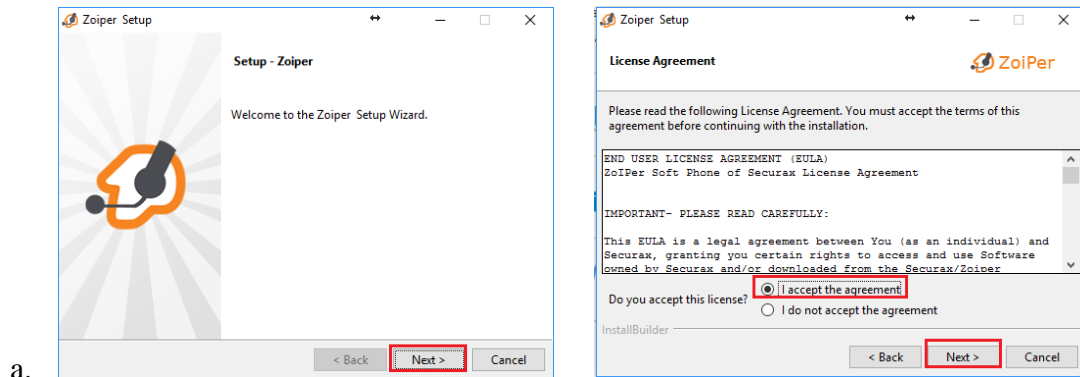 Zoiper Setup
Setup - Zoiper
Welcome to the Zoiper Setup Wizard.
< Back Next > Cancel
Zoiper Setup
License Agreement
ZoiPer
Please read the following License Agreement. You must accept the terms of this
agreement before continuing with the installation.
END USER LICENSE AGREEMENT (EULA)
ZoIPer Soft Phone of Securax License Agreement
IMPORTANT- PLEASE READ CAREFULLY:
This EULA is a legal agreement between You (as an individual) and
Securax, granting you certain rights to access and use Software
owned by Securax and/or downloaded from the Securax/Zoiper
Do you accept this license?
I accept the agreement
I do not accept the agreement
InstallBuilder
< Back Next > Cancel
a.